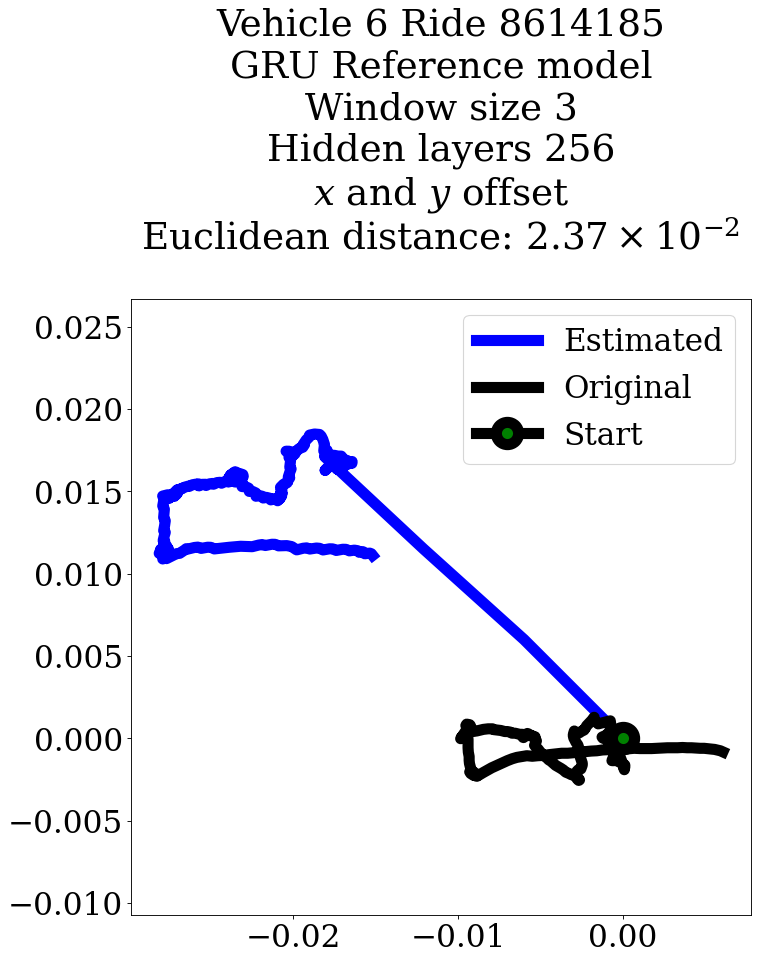 Vehicle 6 Ride 8614185
GRU Reference model
Window size 3
Hidden layers 256
x and y offset
Euclidean distance: 2.37 × 10⁻²
Estimated
Original
Start
0.025
0.020
0.015
0.010
0.005
0.000
−0.005
−0.010
−0.02 −0.01 0.00